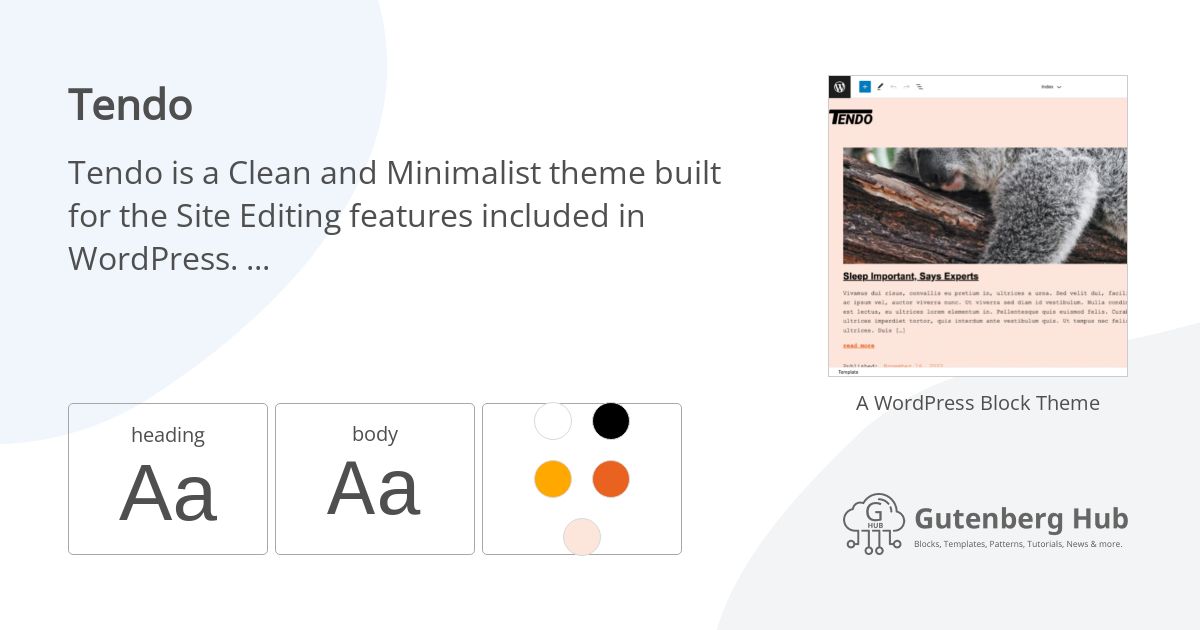 Tendo
Tendo is a Clean and Minimalist theme built
for the Site Editing features included in
WordPress. ...
heading
Aa
body
Aa
Index
TENDO
Sleep Important, Says Experts
Vivamus dui risus, convallis eu pretium in, ultrices a urna. Sed velit dui, facil
ac ipsum vel, auctor viverra nunc. Ut viverra sed diam id vestibulum. Nulla condi
est lectus, eu ultrices lorem elementum in. Pellentesque quis euismod felis. Cura
ultrices imperdiet tortor, quis interdum ante vestibulum quis. Ut tempus nec feli
ultrices. Duis [...]
read more
Published: November 16, 2022
Template
A WordPress Block Theme
G
HUB
Gutenberg Hub
Blocks, Templates, Patterns, Tutorials, News & more.